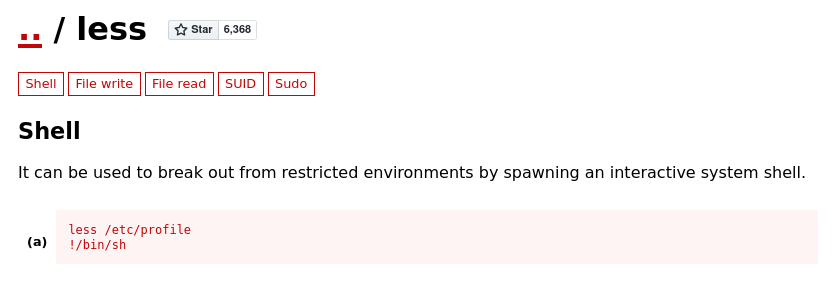 .. / less Star 6,368
Shell File write File read SUID Sudo
Shell
It can be used to break out from restricted environments by spawning an interactive system shell.
(a)
less /etc/profile
!/bin/sh